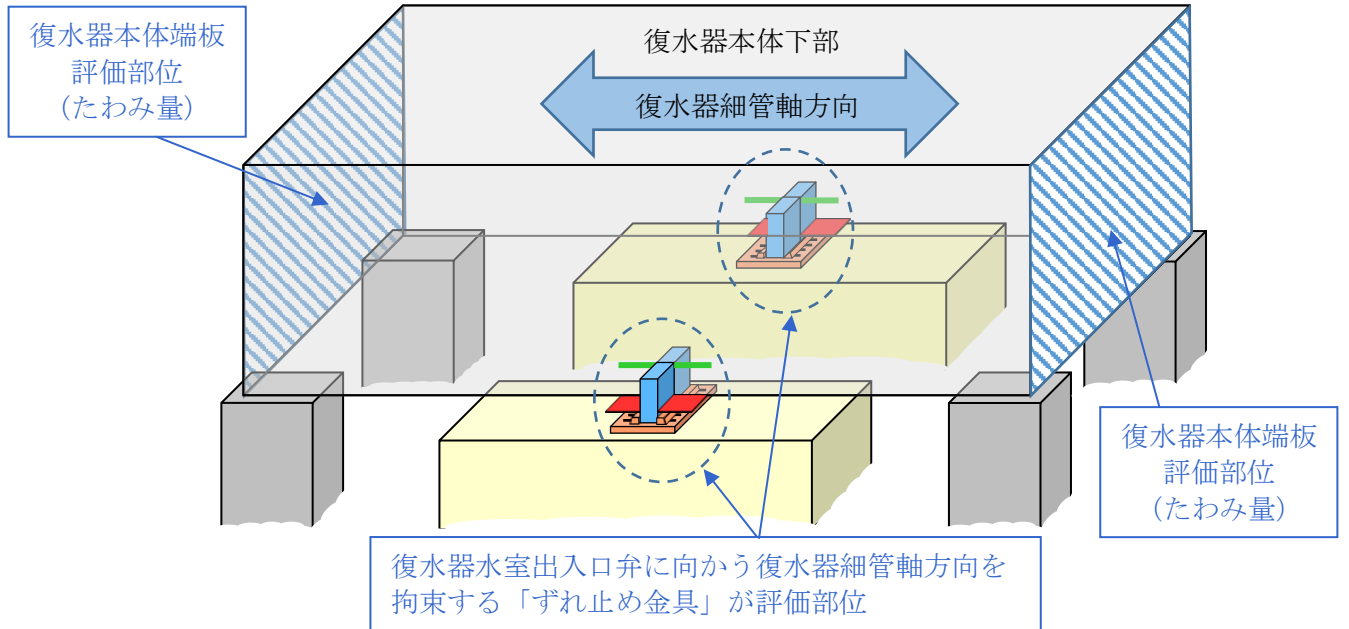 復水器本体端板
評価部位
（たわみ量）
復水器本体下部
復水器細管軸方向
復水器本体端板
評価部位
（たわみ量）
復水器水室出入口弁に向かう復水器細管軸方向を
拘束する「ずれ止め金具」が評価部位